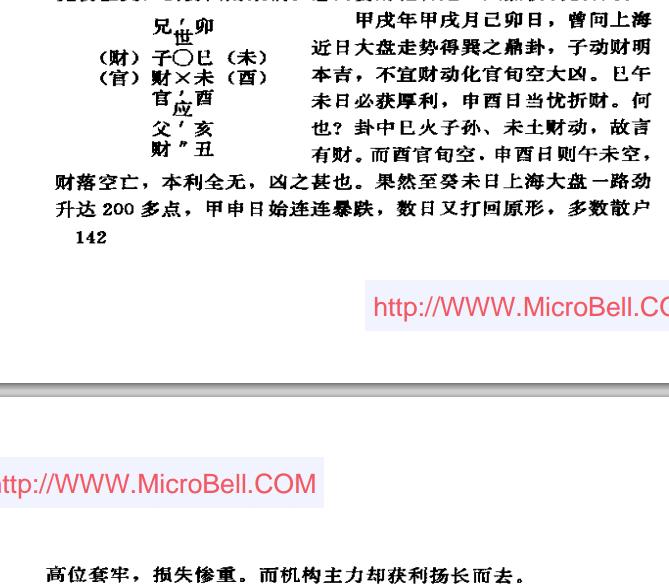 兄′卯
世
(财)子〇巳(未)
(官)财×未(酉)
官′酉
应
父′亥
财〃丑
甲戌年甲戌月己卯日,曾问上海
近日大盘走势得巽之鼎卦,子动财明
本吉,不宜财动化官旬空大凶。巳午
未日必获厚利,申酉日当忧折财。何
也?卦中巳火子孙、未土财动,故言
有财。而酉官旬空.申酉日则午未空,
财落空亡,本利全无,凶之甚也。果然至癸未日上海大盘一路劲
升达200多点,甲申日始连连暴跌,数日又打回原形,多数散户
142
http://WWW.MicroBell.CO
ttp://WWW.MicroBell.COM
高位套牢,损失惨重。而机构主力却获利扬长而去。